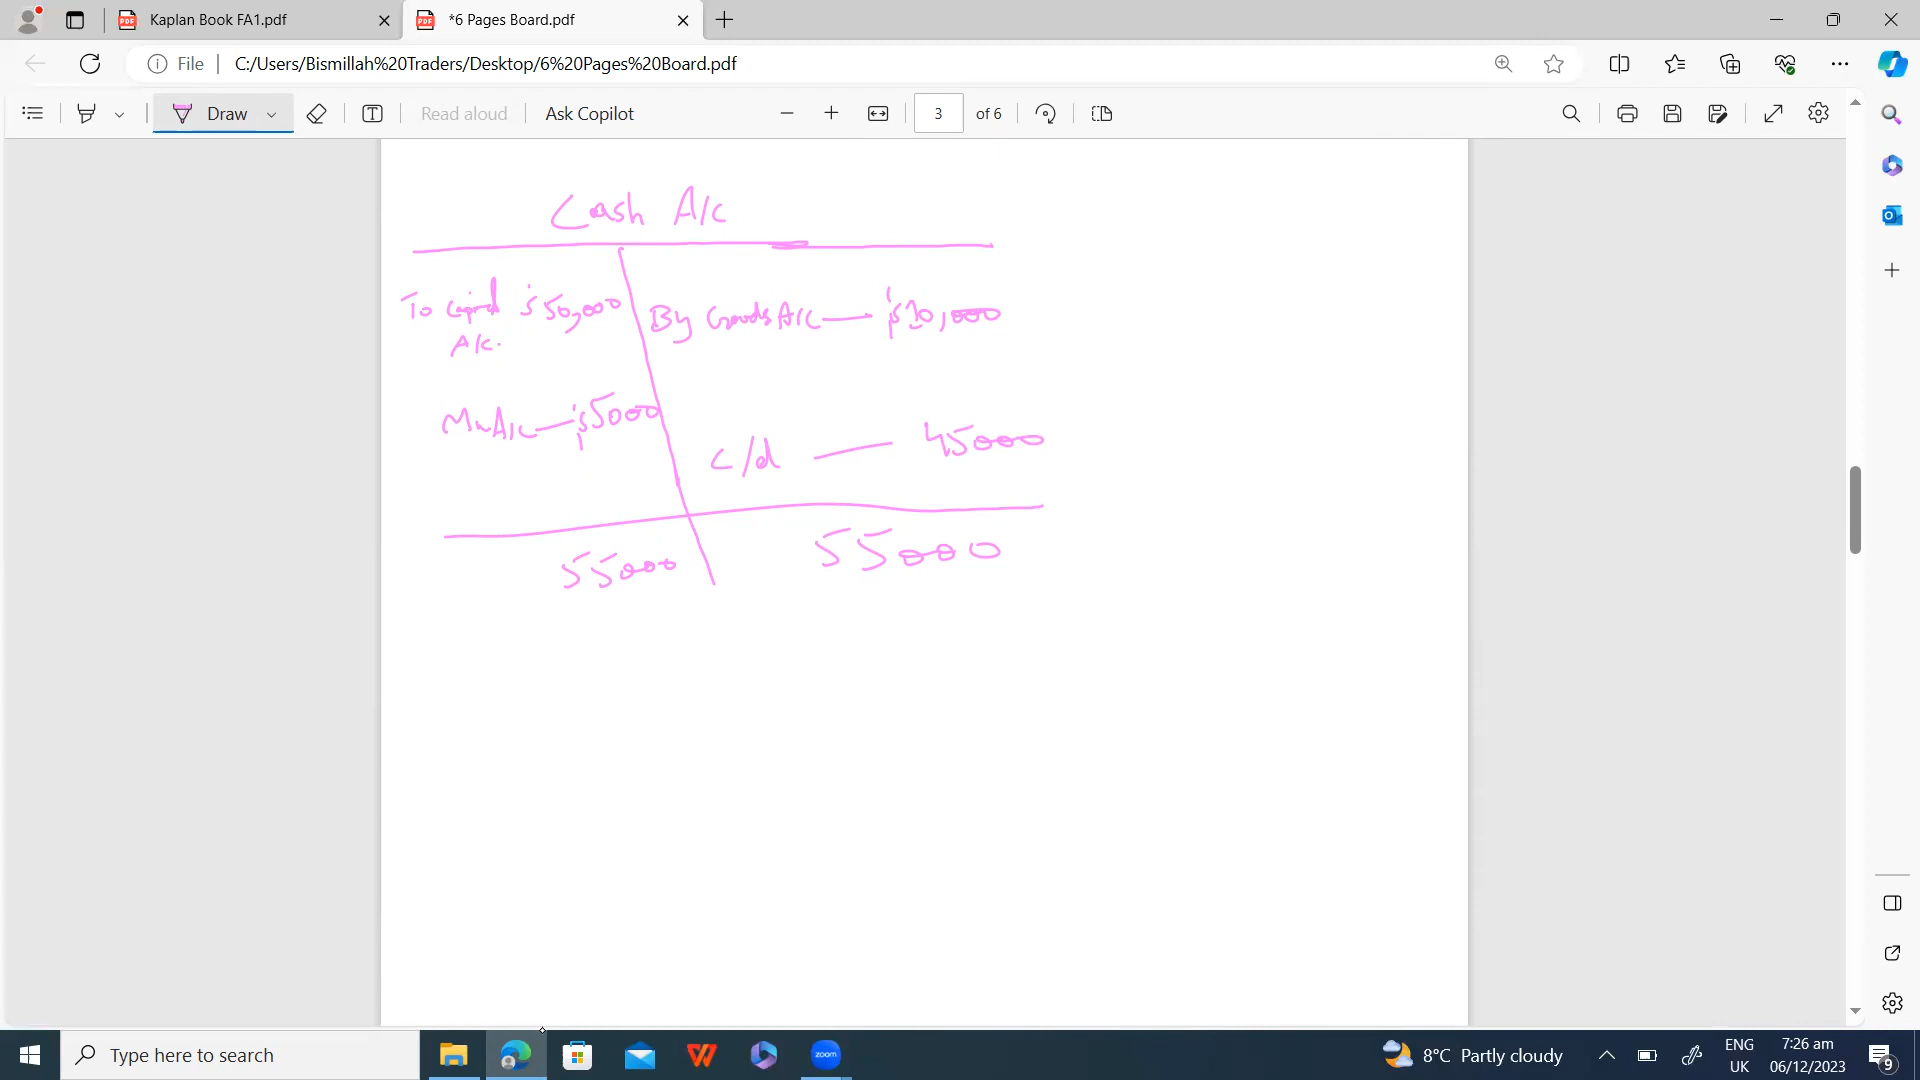 Kaplan Book FA1.pdf
*6 Pages Board.pdf
File
C:/Users/Bismillah%20Traders/Desktop/6%20Pages%20Board.pdf
Draw
Read aloud
Ask Copilot
3 of 6
Cash A/c
To Capital $50,000
A/c.
By Goods A/c — $10,000
A/c — $5000
c/d — 45000
55000
55000
Type here to search
zoom
8°C Partly cloudy
ENG
UK
7:26 am
06/12/2023
9